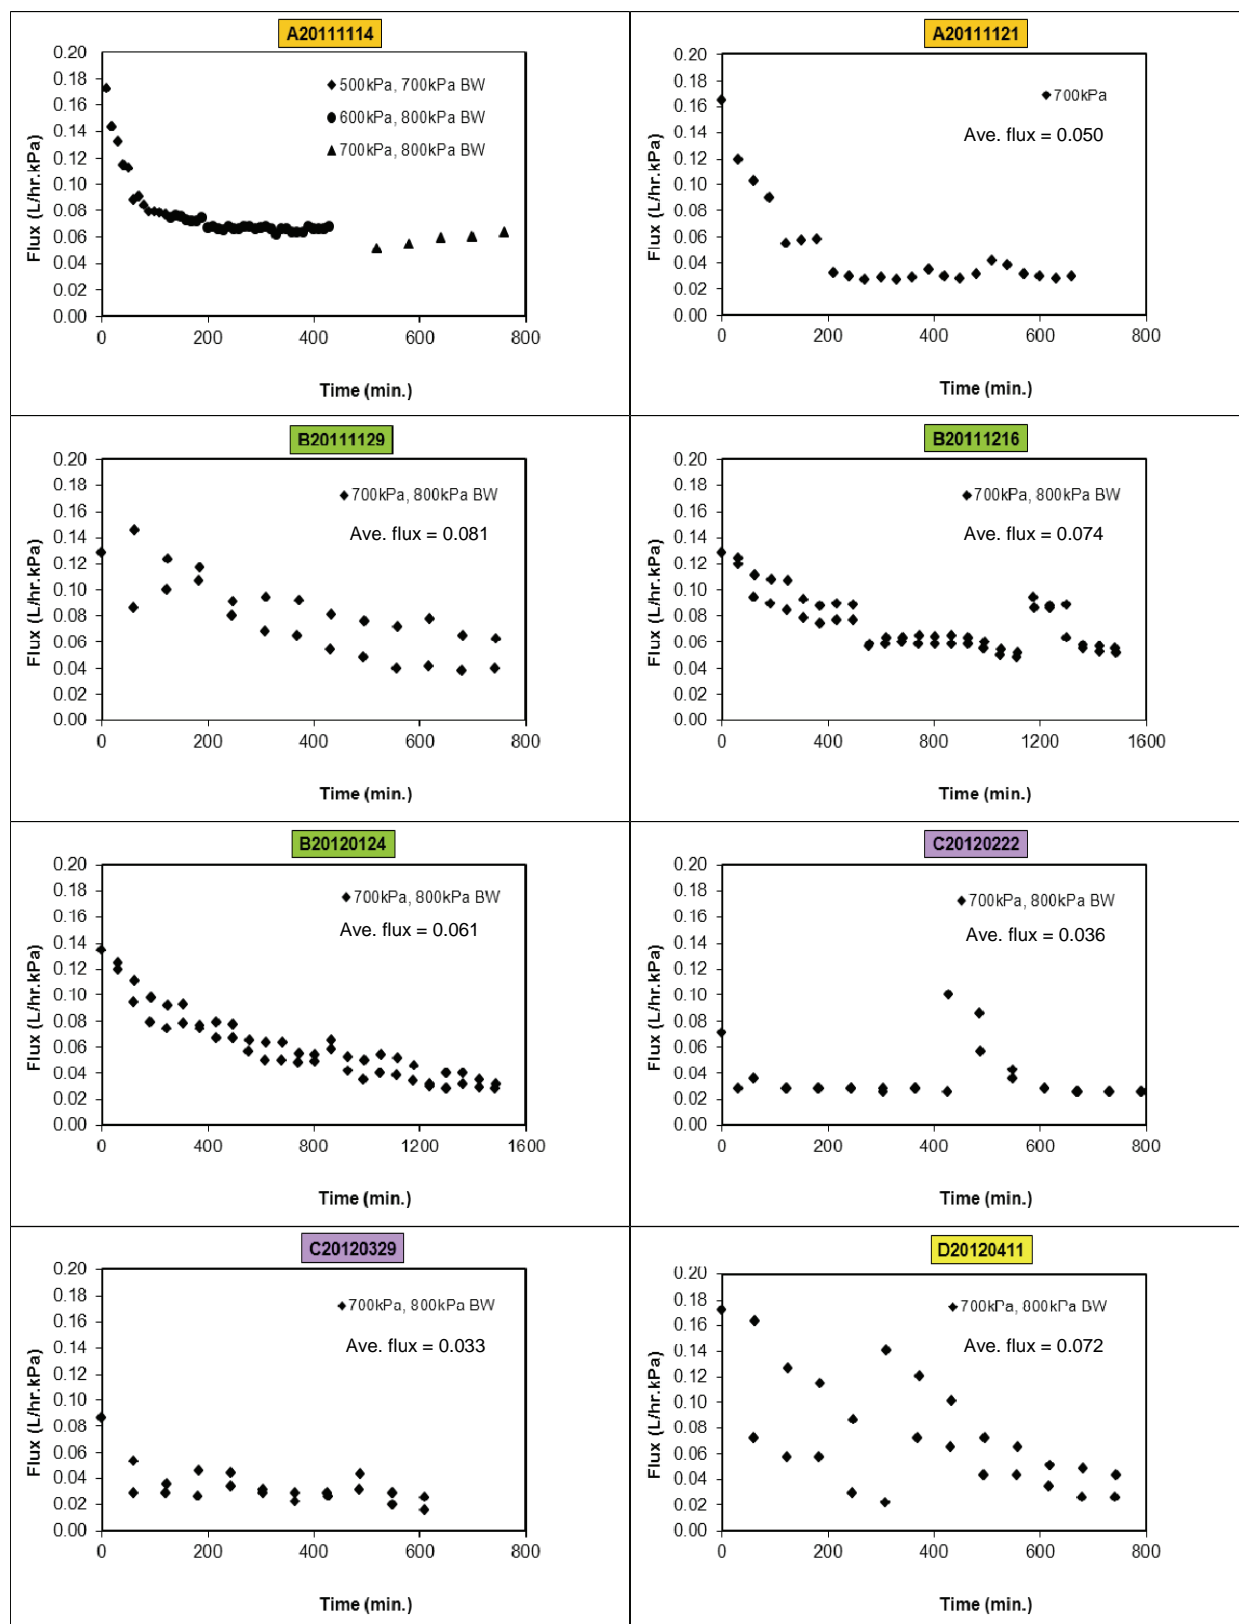 A20111114
0.20
0.18
0.16
0.14
0.12
0.10
0.08
0.06
0.04
0.02
0.00
Flux (L/hr.kPa)
500kPa, 700kPa BW
600kPa, 800kPa BW
700kPa, 800kPa BW
0 200 400 600 800
Time (min.)
A20111121
0.20
0.18
0.16
0.14
0.12
0.10
0.08
0.06
0.04
0.02
0.00
Flux (L/hr.kPa)
700kPa
Ave. flux = 0.050
0 200 400 600 800
Time (min.)
B20111129
0.20
0.18
0.16
0.14
0.12
0.10
0.08
0.06
0.04
0.02
0.00
Flux (L/hr.kPa)
700kPa, 800kPa BW
Ave. flux = 0.081
0 200 400 600 800
Time (min.)
B20111216
0.20
0.18
0.16
0.14
0.12
0.10
0.08
0.06
0.04
0.02
0.00
Flux (L/hr.kPa)
700kPa, 800kPa BW
Ave. flux = 0.074
0 400 800 1200 1600
Time (min.)
B20120124
0.20
0.18
0.16
0.14
0.12
0.10
0.08
0.06
0.04
0.02
0.00
Flux (L/hr.kPa)
700kPa, 800kPa BW
Ave. flux = 0.061
0 400 800 1200 1600
Time (min.)
C20120222
0.20
0.18
0.16
0.14
0.12
0.10
0.08
0.06
0.04
0.02
0.00
Flux (L/hr.kPa)
700kPa, 800kPa BW
Ave. flux = 0.036
0 200 400 600 800
Time (min.)
C20120329
0.20
0.18
0.16
0.14
0.12
0.10
0.08
0.06
0.04
0.02
0.00
Flux (L/hr.kPa)
700kPa, 800kPa BW
Ave. flux = 0.033
0 200 400 600 800
Time (min.)
D20120411
0.20
0.18
0.16
0.14
0.12
0.10
0.08
0.06
0.04
0.02
0.00
Flux (L/hr.kPa)
700kPa, 800kPa BW
Ave. flux = 0.072
0 200 400 600 800
Time (min.)